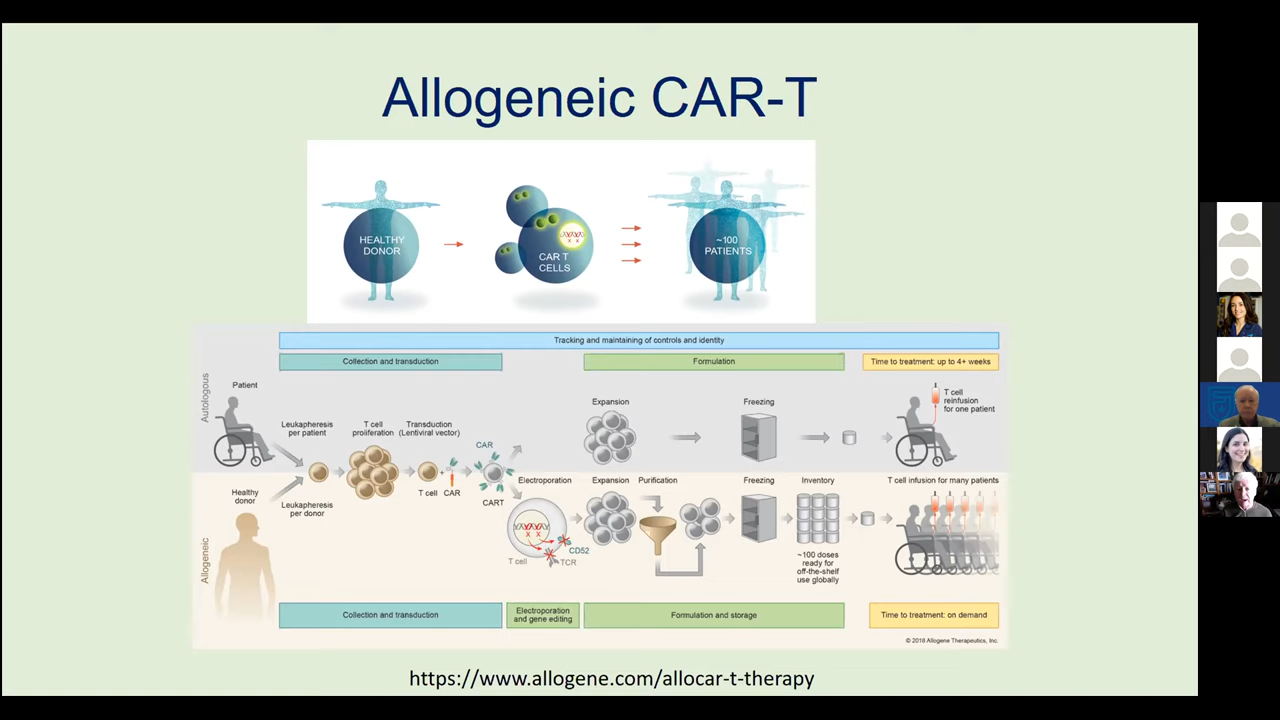 Allogeneic CAR-T
HEALTHY
DONOR
CAR T
CELLS
~100
PATIENTS
Tracking and maintaining of controls and identity
Collection and transduction
Formulation
Time to treatment: up to 4+ weeks
Autologous
Patient
Leukapheresis
per patient
T cell
proliferation
Transduction
(Lentiviral vector)
CAR
Expansion
Freezing
T cell
reinfusion
for one patient
+
T cell
CAR
CART
Allogeneic
Healthy
donor
Leukapheresis
per donor
Electroporation
T cell
CD52
TCR
Expansion
Purification
Freezing
Inventory
~100 doses
ready for
off-the-shelf
use globally
T cell infusion for many patients
Collection and transduction
Electroporation
and gene editing
Formulation and storage
Time to treatment: on demand
© 2018 Allogene Therapeutics, Inc.
https://www.allogene.com/allocar-t-therapy